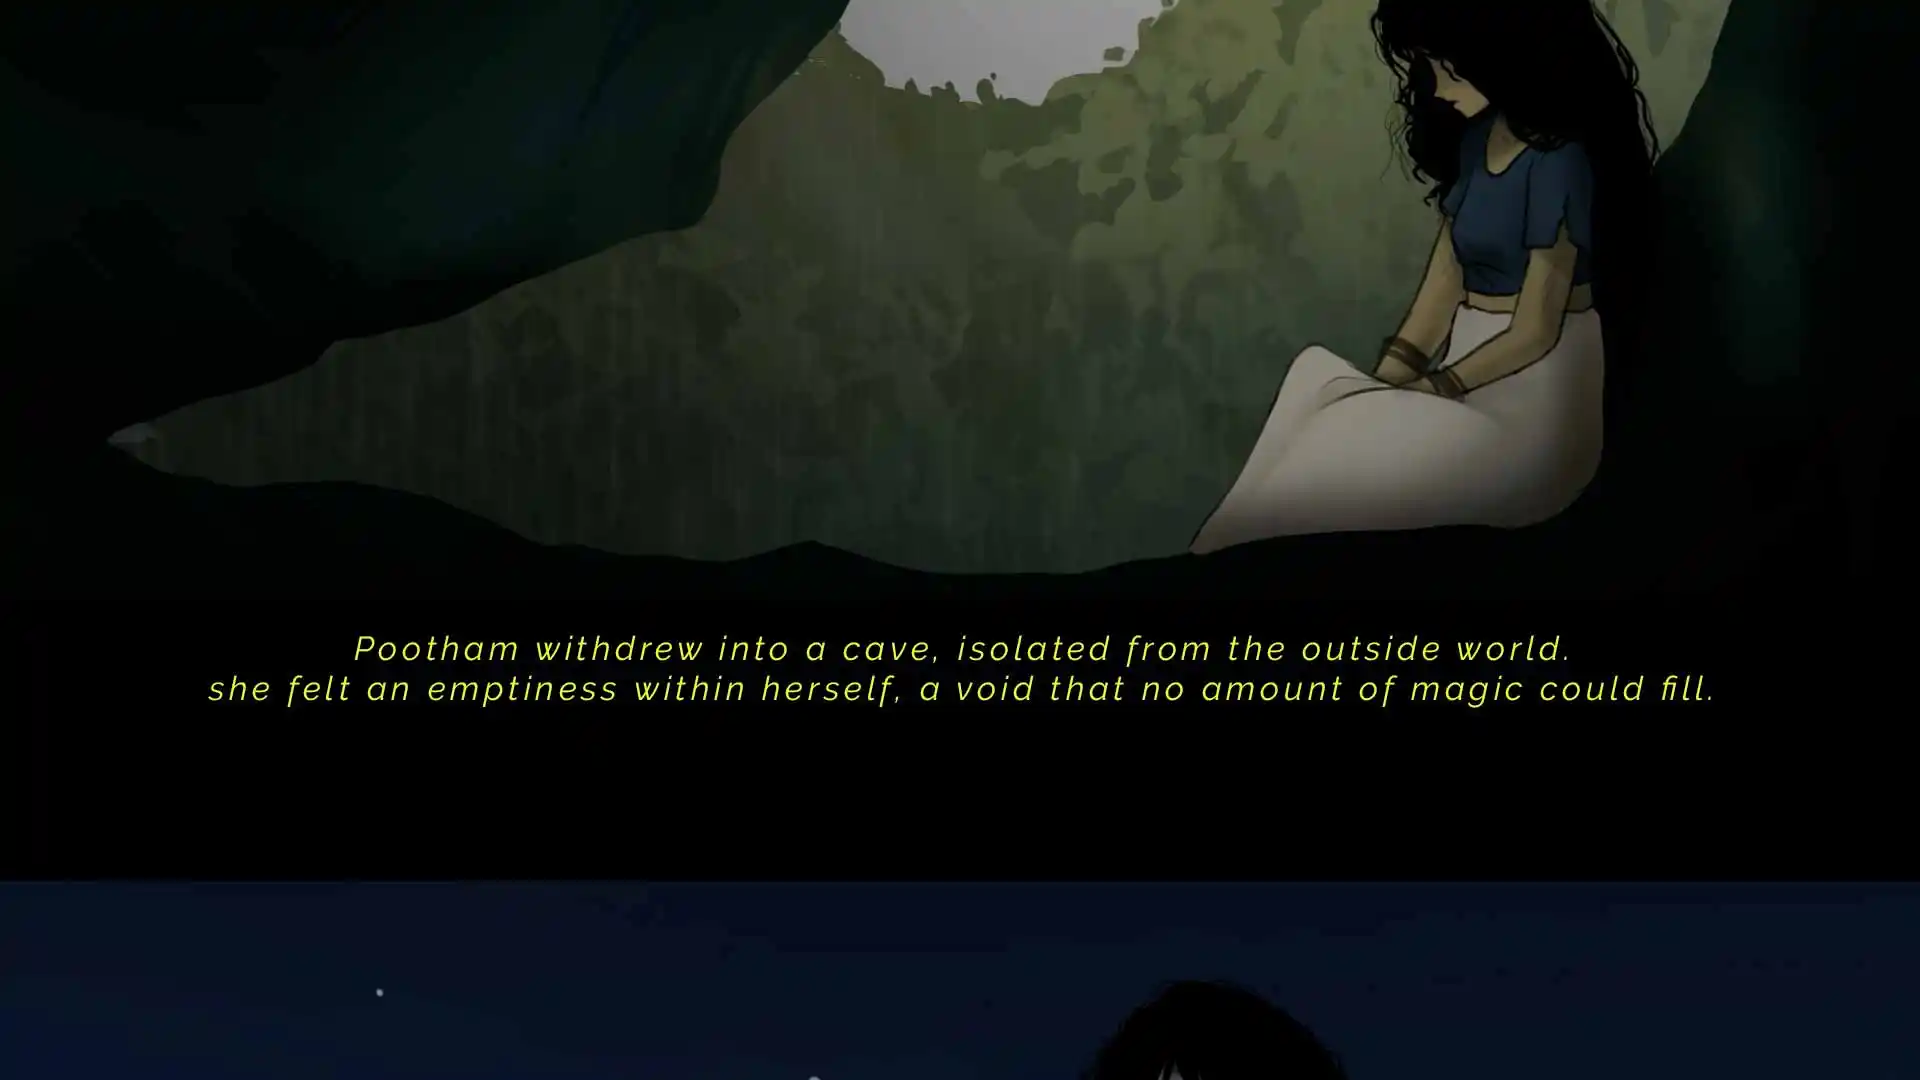 Pootham withdrew into a cave, isolated from the outside world.
she felt an emptiness within herself, a void that no amount of magic could fill.